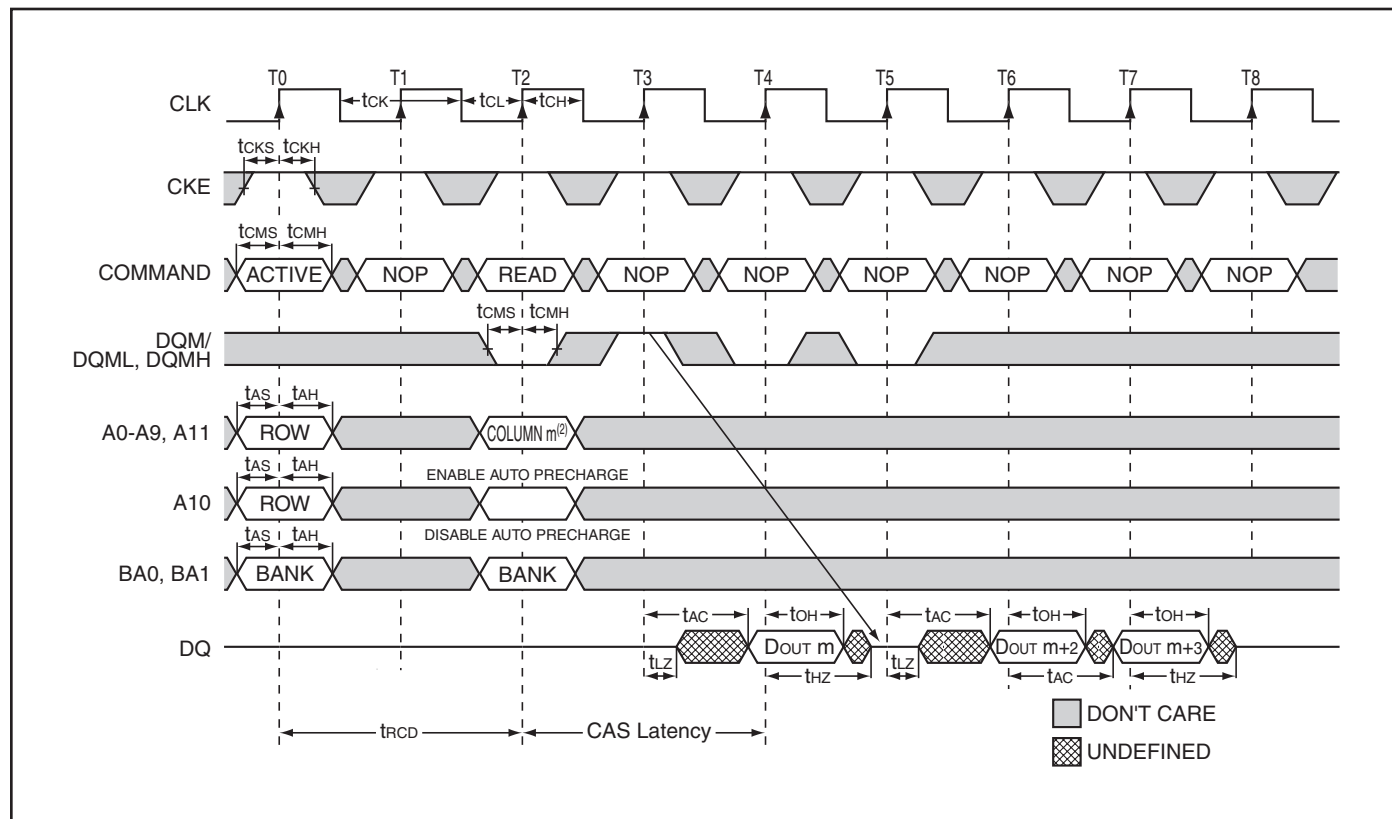 T0 T1 T2 T3 T4 T5 T6 T7 T8
CLK
tCK tCL tCH
tCKS tCKH
CKE
tCMS tCMH
COMMAND ACTIVE NOP READ NOP NOP NOP NOP NOP NOP
tCMS tCMH
DQM/
DQML, DQMH
tAS tAH
A0-A9, A11 ROW COLUMN m(2)
tAS tAH ENABLE AUTO PRECHARGE
A10 ROW
tAS tAH DISABLE AUTO PRECHARGE
BA0, BA1 BANK BANK
tAC tOH tAC tOH tOH
DQ DOUT m DOUT m+2 DOUT m+3
tLZ tHZ tLZ tAC tHZ
DON'T CARE
tRCD CAS Latency
UNDEFINED